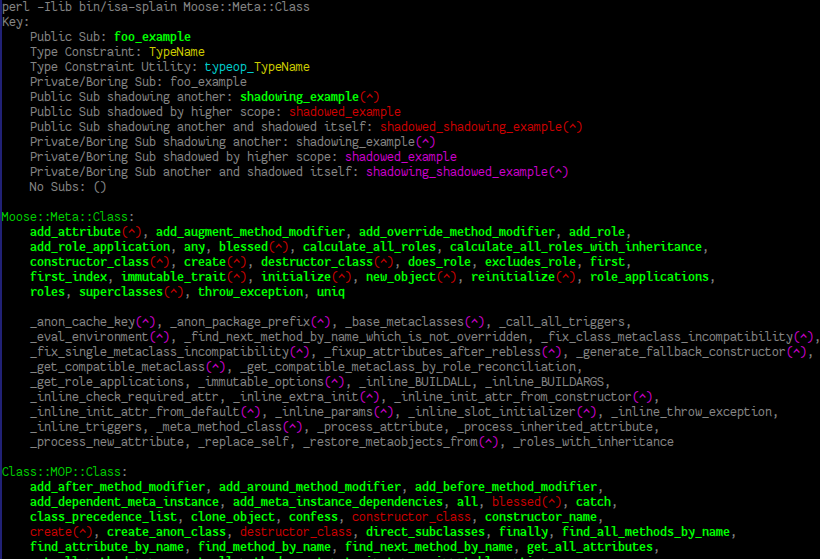 perl -Ilib bin/isa-splain Moose::Meta::Class
Key:
Public Sub: foo_example
Type Constraint: TypeName
Type Constraint Utility: typeop_TypeName
Private/Boring Sub: foo_example
Public Sub shadowing another: shadowing_example(^)
Public Sub shadowed by higher scope: shadowed_example
Public Sub shadowing another and shadowed itself: shadowed_shadowing_example(^)
Private/Boring Sub shadowing another: shadowing_example(^)
Private/Boring Sub shadowed by higher scope: shadowed_example
Private/Boring Sub another and shadowed itself: shadowing_shadowed_example(^)
No Subs: ()
Moose::Meta::Class:
add_attribute(^), add_augment_method_modifier, add_override_method_modifier, add_role,
add_role_application, any, blessed(^), calculate_all_roles, calculate_all_roles_with_inheritance,
constructor_class(^), create(^), destructor_class(^), does_role, excludes_role, first,
first_index, immutable_trait(^), initialize(^), new_object(^), reinitialize(^), role_applications,
roles, superclasses(^), throw_exception, uniq
_anon_cache_key(^), _anon_package_prefix(^), _base_metaclasses(^), _call_all_triggers,
_eval_environment(^), _find_next_method_by_name_which_is_not_overridden, _fix_class_metaclass_incompatibility(^),
_fix_single_metaclass_incompatibility(^), _fixup_attributes_after_rebless(^), _generate_fallback_constructor(^),
_get_compatible_metaclass(^), _get_compatible_metaclass_by_role_reconciliation,
_get_role_applications, _immutable_options(^), _inline_BUILDALL, _inline_BUILDARGS,
_inline_check_required_attr, _inline_extra_init(^), _inline_init_attr_from_constructor(^),
_inline_init_attr_from_default(^), _inline_params(^), _inline_slot_initializer(^), _inline_throw_exception,
_inline_triggers, _meta_method_class(^), _process_attribute, _process_inherited_attribute,
_process_new_attribute, _replace_self, _restore_metaobjects_from(^), _roles_with_inheritance
Class::MOP::Class:
add_after_method_modifier, add_around_method_modifier, add_before_method_modifier,
add_dependent_meta_instance, add_meta_instance_dependencies, all, blessed(^), catch,
class_precedence_list, clone_object, confess, constructor_class, constructor_name,
create(^), create_anon_class, destructor_class, direct_subclasses, finally, find_all_methods_by_name,
find_attribute_by_name, find_method_by_name, find_next_method_by_name, get_all_attributes,